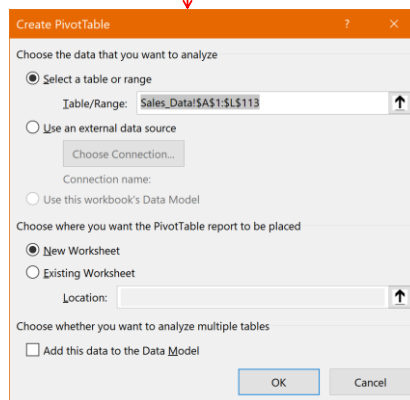 Create PivotTable ? ×
Choose the data that you want to analyze
Select a table or range
Table/Range: Sales_Data!$A$1:$L$113
Use an external data source
Choose Connection...
Connection name:
Use this workbook's Data Model
Choose where you want the PivotTable report to be placed
New Worksheet
Existing Worksheet
Location:
Choose whether you want to analyze multiple tables
Add this data to the Data Model
OK Cancel